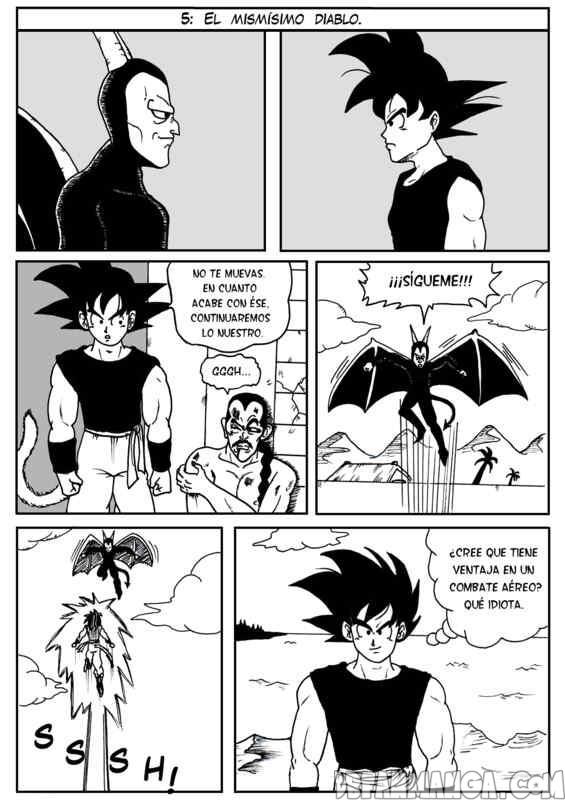 5: EL MISMÍSIMO DIABLO.
NO TE MUEVAS.
EN CUANTO
ACABE CON ÉSE,
CONTINUAREMOS
LO NUESTRO.
GGGH...
¡¡¡SÍGUEME!!!
¿CREE QUE TIENE
VENTAJA EN UN
COMBATE AÉREO?
QUÉ IDIOTA.
SSSSH!